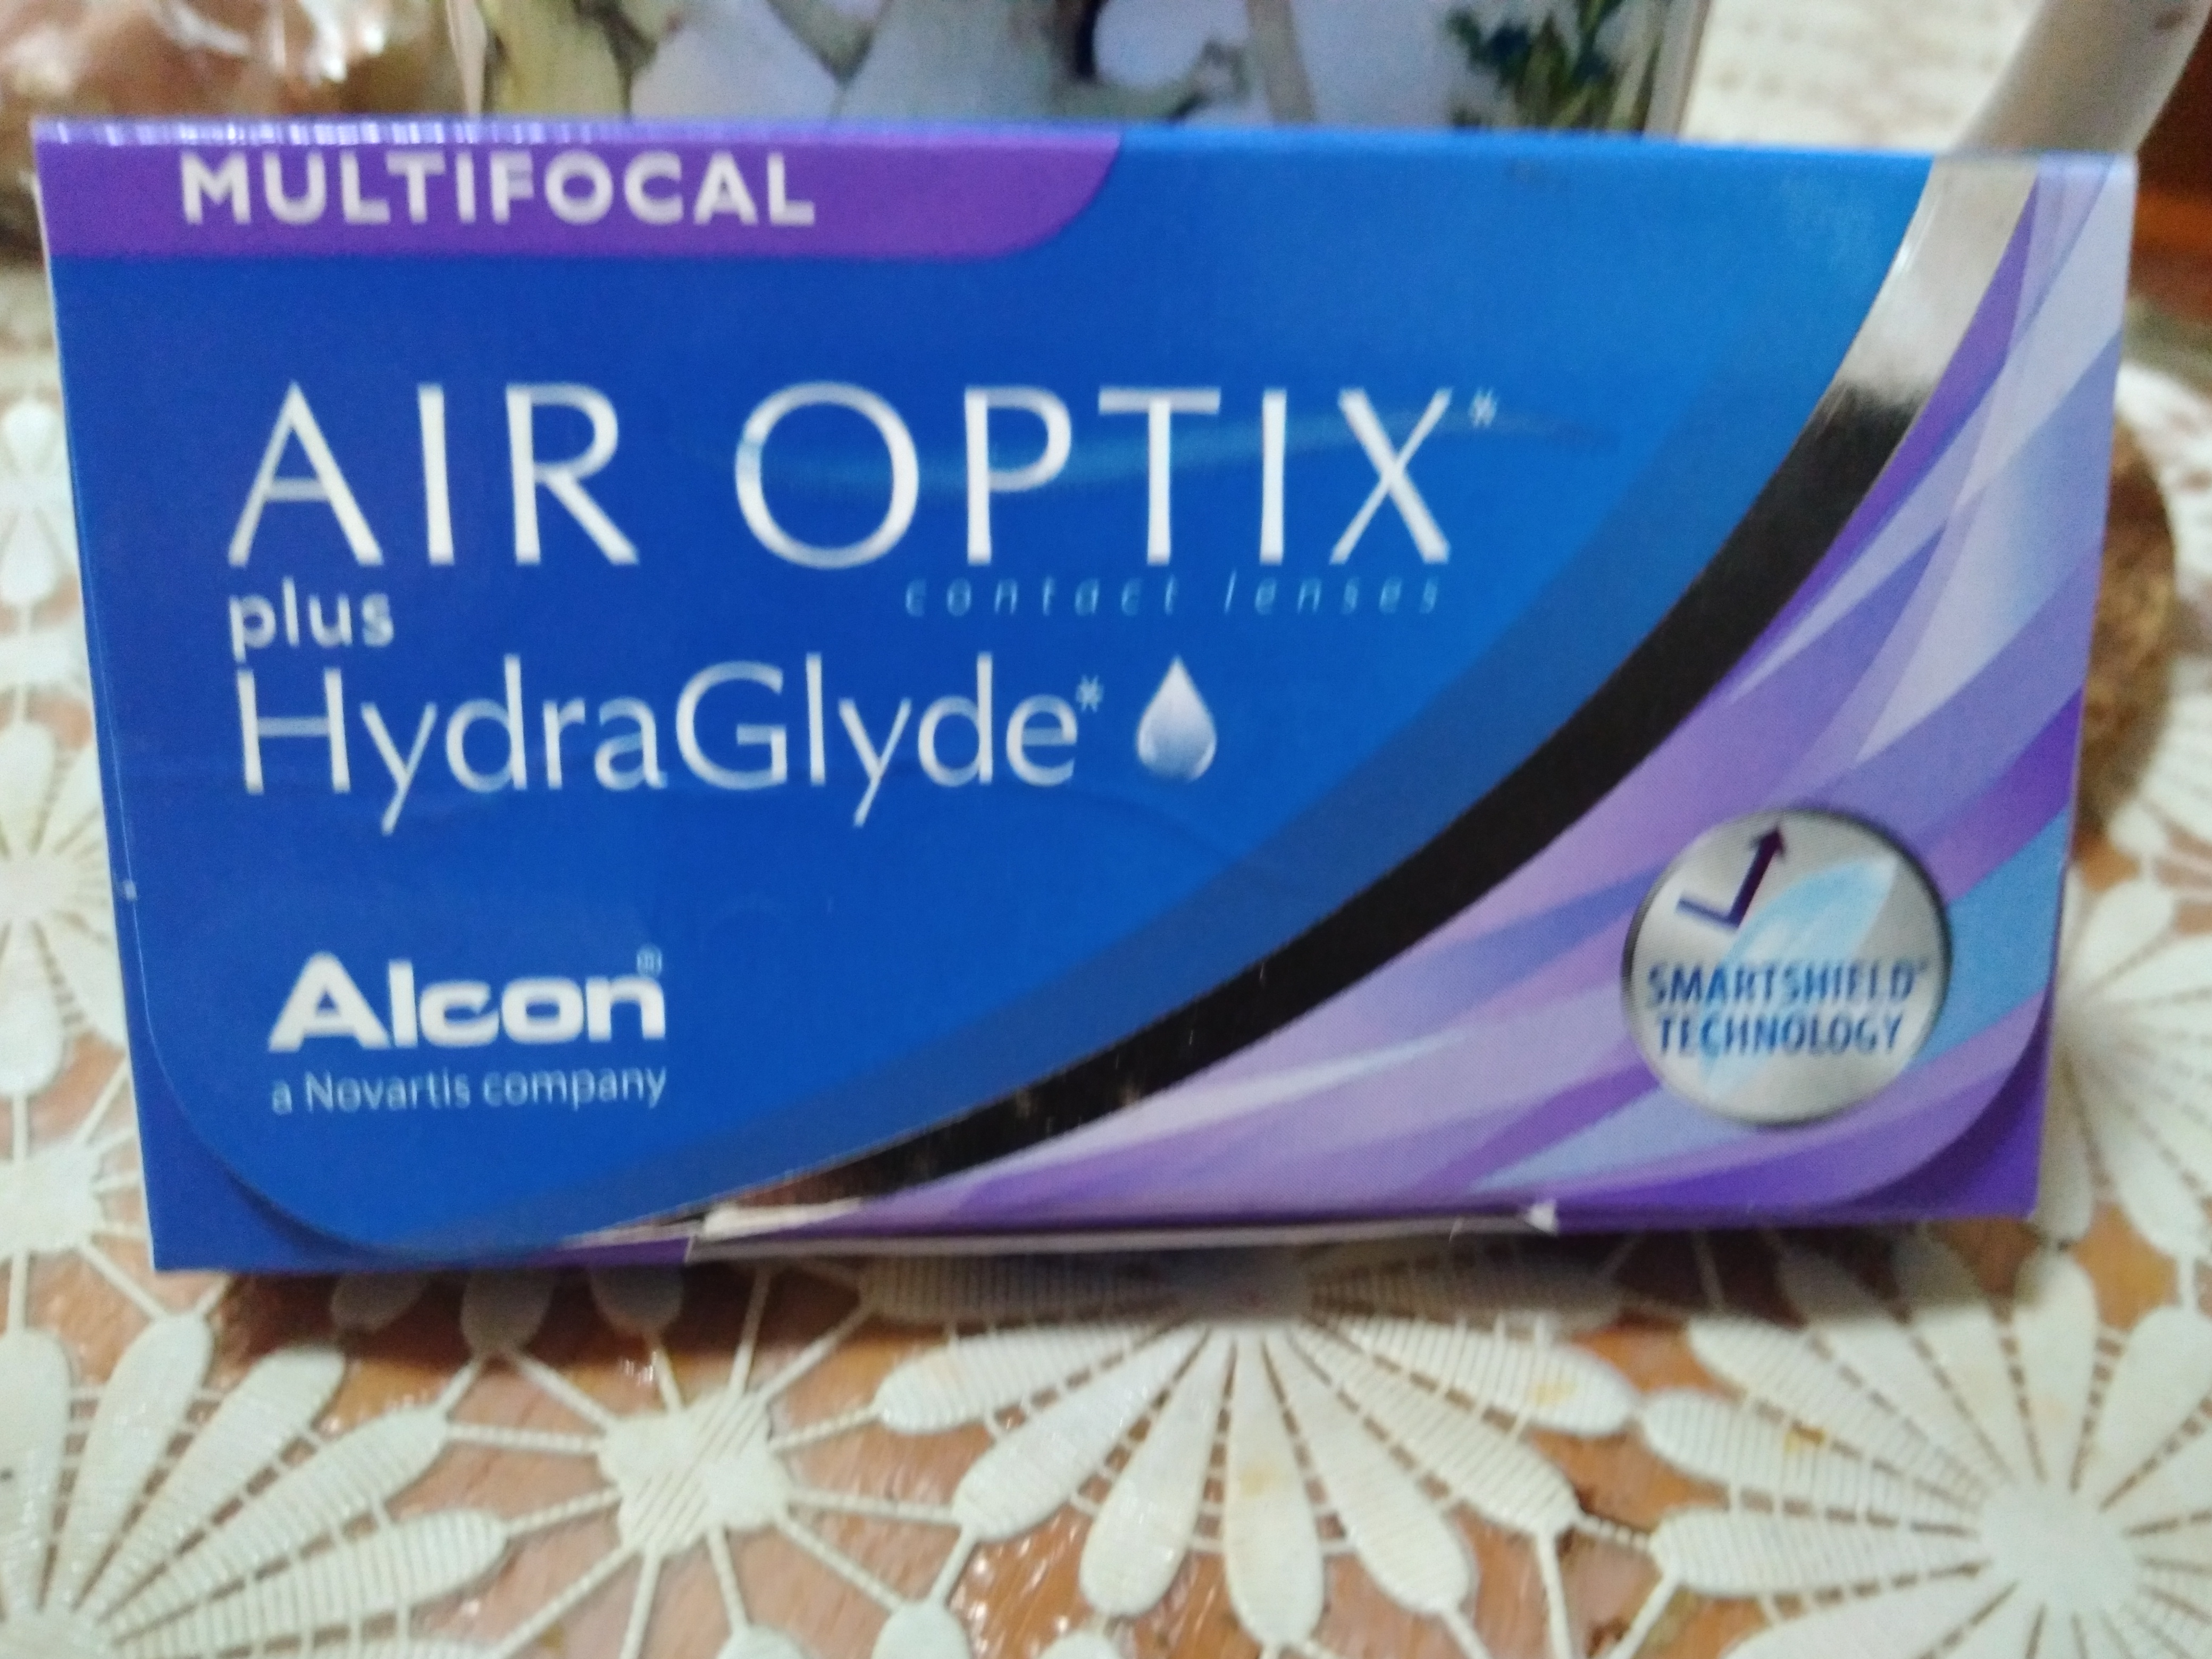 MULTIFOCAL
AIR OPTIX*
contact lenses
plus
HydraGlyde*
Alcon®
a Novartis company
SMARTSHIELD*
TECHNOLOGY